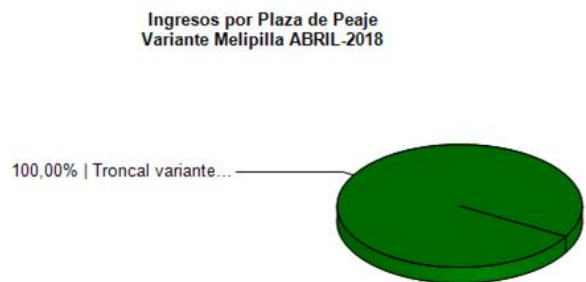 Ingresos por Plaza de Peaje
Variante Melipilla ABRIL-2018
100,00% | Troncal variante...